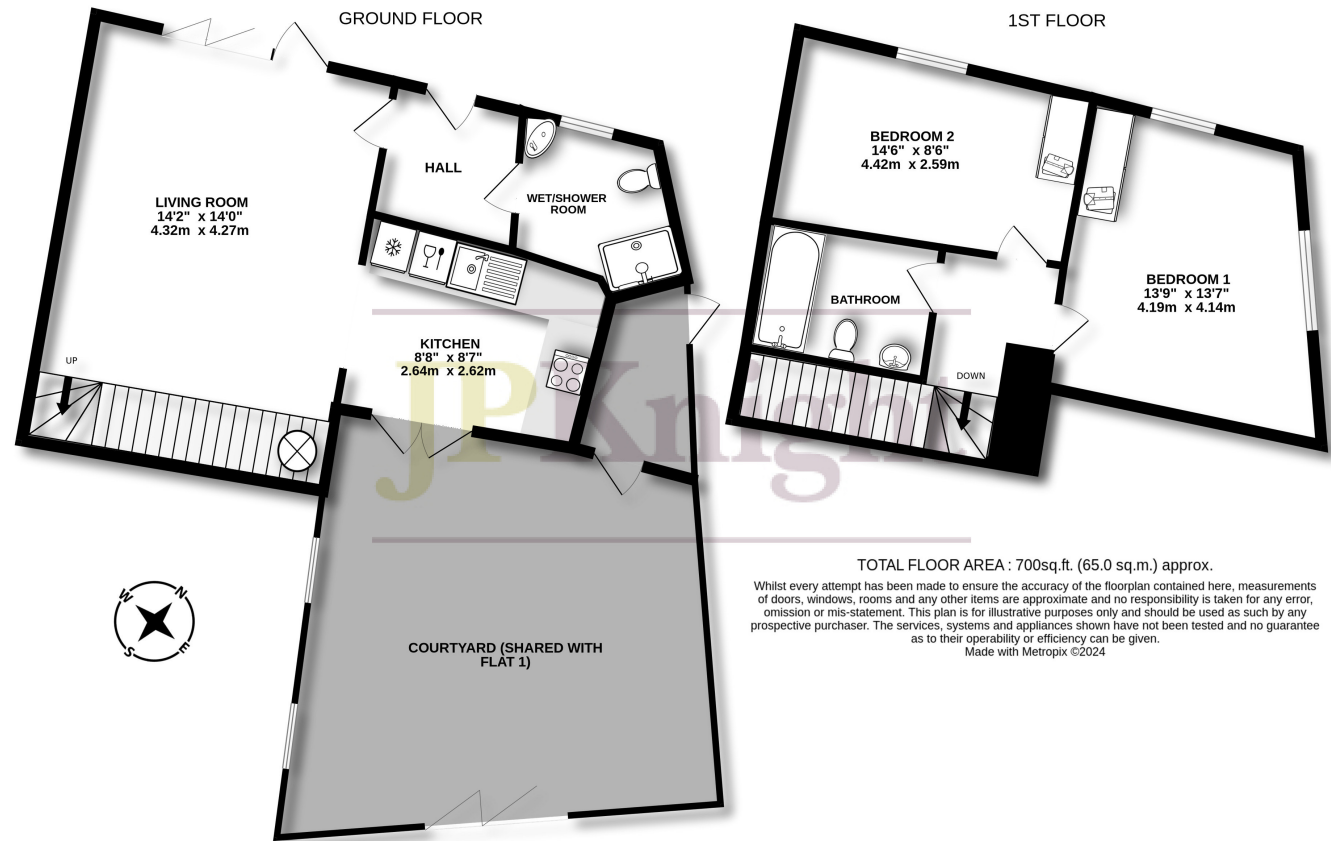 GROUND FLOOR
1ST FLOOR
LIVING ROOM
14'2" x 14'0"
4.32m x 4.27m
HALL
WET/SHOWER
ROOM
KITCHEN
8'8" x 8'7"
2.64m x 2.62m
UP
COURTYARD (SHARED WITH
FLAT 1)
BEDROOM 2
14'6" x 8'6"
4.42m x 2.59m
BATHROOM
BEDROOM 1
13'9" x 13'7"
4.19m x 4.14m
DOWN
JPKnight
W
N
S
E
TOTAL FLOOR AREA : 700sq.ft. (65.0 sq.m.) approx.
Whilst every attempt has been made to ensure the accuracy of the floorplan contained here, measurements
of doors, windows, rooms and any other items are approximate and no responsibility is taken for any error,
omission or mis-statement. This plan is for illustrative purposes only and should be used as such by any
prospective purchaser. The services, systems and appliances shown have not been tested and no guarantee
as to their operability or efficiency can be given.
Made with Metropix ©2024